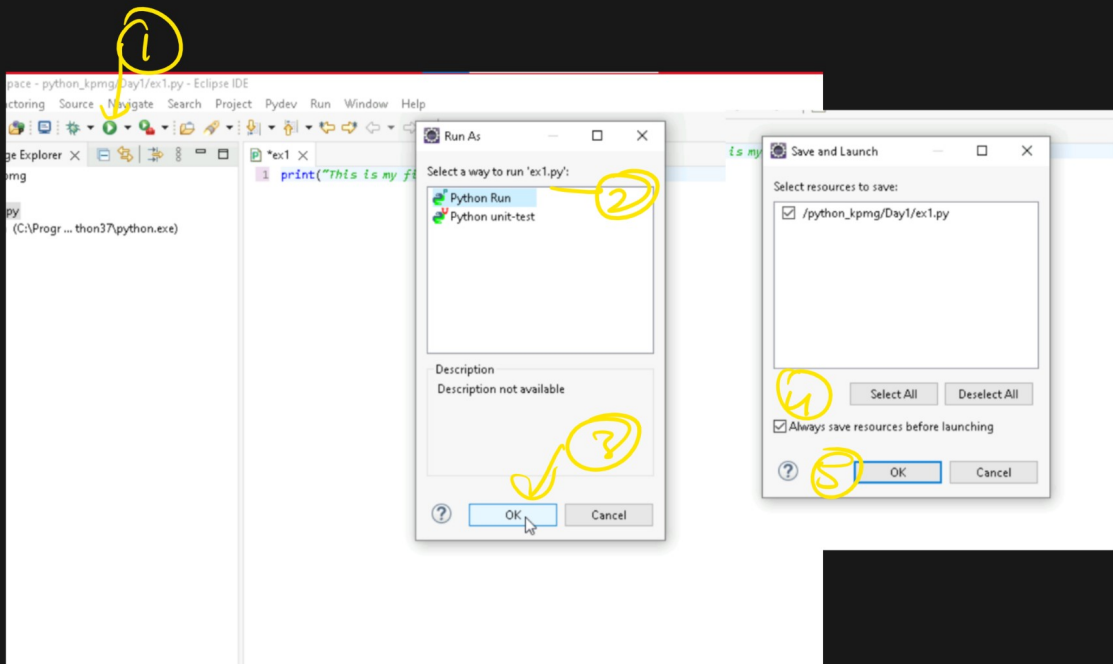 1
pace - python_kpmg/Day1/ex1.py - Eclipse IDE
ctoring Source Navigate Search Project Pydev Run Window Help
ge Explorer
*ex1
pmg
1 print("This is my fi
py
(C:\Progr ... thon37\python.exe)
Run As
Select a way to run 'ex1.py':
Python Run
2
Python unit-test
Description
Description not available
3
OK
Cancel
is my
Save and Launch
Select resources to save:
/python_kpmg/Day1/ex1.py
4
Select All
Deselect All
Always save resources before launching
5
OK
Cancel